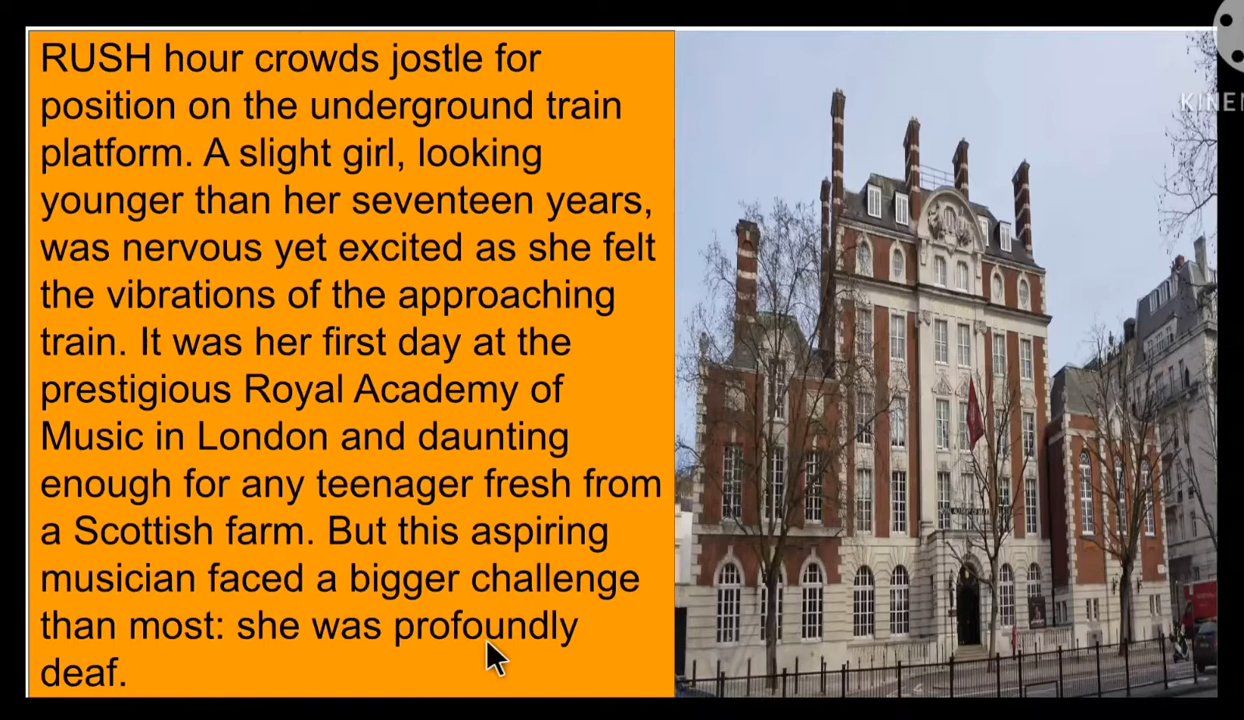 RUSH hour crowds jostle for
position on the underground train
platform. A slight girl, looking
younger than her seventeen years,
was nervous yet excited as she felt
the vibrations of the approaching
train. It was her first day at the
prestigious Royal Academy of
Music in London and daunting
enough for any teenager fresh from
a Scottish farm. But this aspiring
musician faced a bigger challenge
than most: she was profoundly
deaf.
KINEM